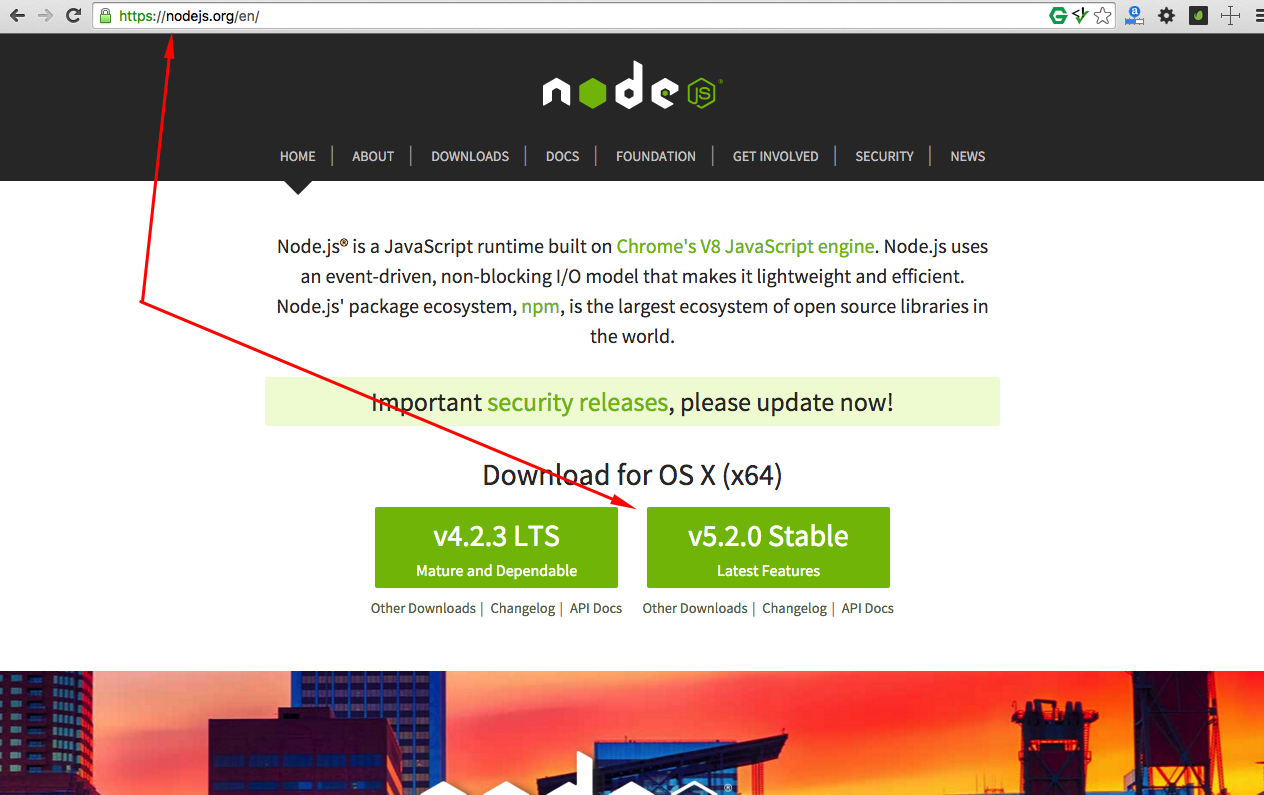 https://nodejs.org/en/
node JS ®
HOME | ABOUT | DOWNLOADS | DOCS | FOUNDATION | GET INVOLVED | SECURITY | NEWS
Node.js® is a JavaScript runtime built on Chrome's V8 JavaScript engine. Node.js uses
an event-driven, non-blocking I/O model that makes it lightweight and efficient.
Node.js' package ecosystem, npm, is the largest ecosystem of open source libraries in
the world.
Important security releases, please update now!
Download for OS X (x64)
v4.2.3 LTS
Mature and Dependable
Other Downloads | Changelog | API Docs
v5.2.0 Stable
Latest Features
Other Downloads | Changelog | API Docs
node ®